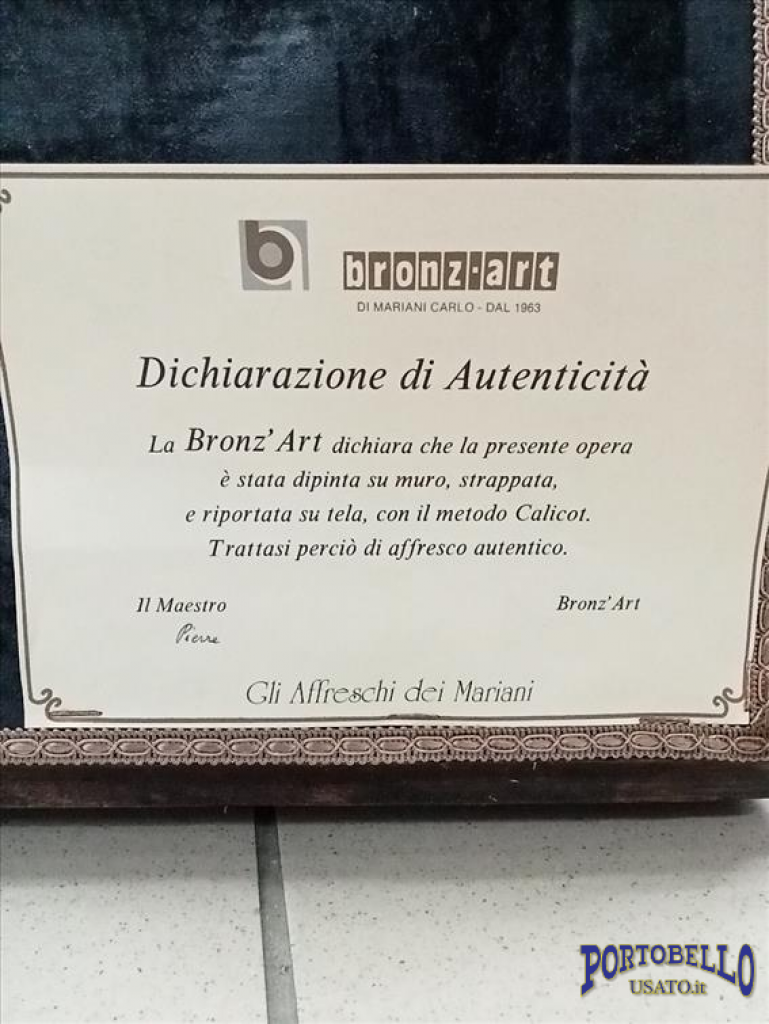 b
bronz·art
DI MARIANI CARLO - DAL 1963
Dichiarazione di Autenticità
La Bronz'Art dichiara che la presente opera
è stata dipinta su muro, strappata,
e riportata su tela, con il metodo Calicot.
Trattasi perciò di affresco autentico.
Il Maestro
Bronz'Art
Pierre
Gli Affreschi dei Mariani
PORTOBELLO
USATO.it